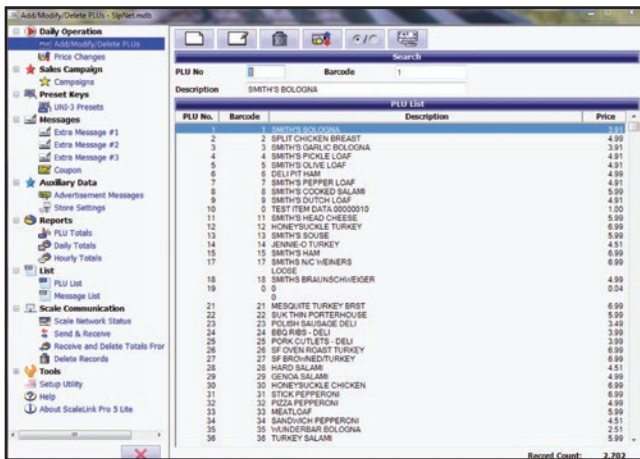 Add/Modify/Delete PLUs - SlpNet.mdb
Daily Operation
Add/Modify/Delete PLUs
Price Changes
Sales Campaign
Campaigns
Preset Keys
UNI-3 Presets
Messages
Extra Message #1
Extra Message #2
Extra Message #3
Coupon
Auxiliary Data
Advertisement Messages
Store Settings
Reports
PLU Totals
Daily Totals
Hourly Totals
List
PLU List
Message List
Scale Communication
Scale Network Status
Send & Receive
Receive and Delete Totals From
Delete Records
Tools
Setup Utility
Help
About ScaleLink Pro 5 Lite
Search
PLU No Barcode 1
Description SMITH'S BOLOGNA
PLU List
PLU No. Barcode Description Price
1 1 SMITH'S BOLOGNA 3.91
2 2 SPLIT CHICKEN BREAST 4.99
3 3 SMITH'S GARLIC BOLOGNA 3.91
4 4 SMITH'S PICKLE LOAF 4.91
5 5 SMITH'S OLIVE LOAF 4.91
6 6 DELI PIT HAM 4.99
7 7 SMITH'S PEPPER LOAF 4.91
8 8 SMITH'S COOKED SALAMI 5.99
9 9 SMITH'S DUTCH LOAF 4.91
10 0 TEST ITEM DATA 00000010 1.00
11 11 SMITH'S HEAD CHEESE 5.99
12 12 HONEYSUCKLE TURKEY 6.99
13 13 SMITH'S SOUSE 5.99
14 14 JENNIE-O TURKEY 4.51
15 15 SMITH'S HAM 6.99
17 17 SMITHS N/C WEINERS 6.99
LOOSE
18 18 SMITHS BRAUNSCHWEIGER 4.99
19 0 0 0.04
0
21 21 MESQUITE TURKEY BRST 6.99
22 22 SUK THIN PORTERHOUSE 5.99
23 23 POLISH SAUSAGE DELI 3.49
24 24 BBQ RIBS - DELI 3.99
25 25 PORK CUTLETS - DELI 3.99
26 26 SF OVEN ROAST TURKEY 6.99
27 27 SF BROWNED/TURKEY 6.99
28 28 HARD SALAMI 4.51
29 29 GENOA SALAMI 4.99
30 30 HONEYSUCKLE CHICKEN 6.99
31 31 STICK PEPPERONI 4.99
32 32 PIZZA PEPPERONI 4.99
33 33 MEATLOAF 5.99
34 34 SANDWICH PEPPERONI 4.51
35 35 WUNDERBAR BOLOGNA 2.51
36 36 TURKEY SALAMI 5.99
Record Count: 2,702